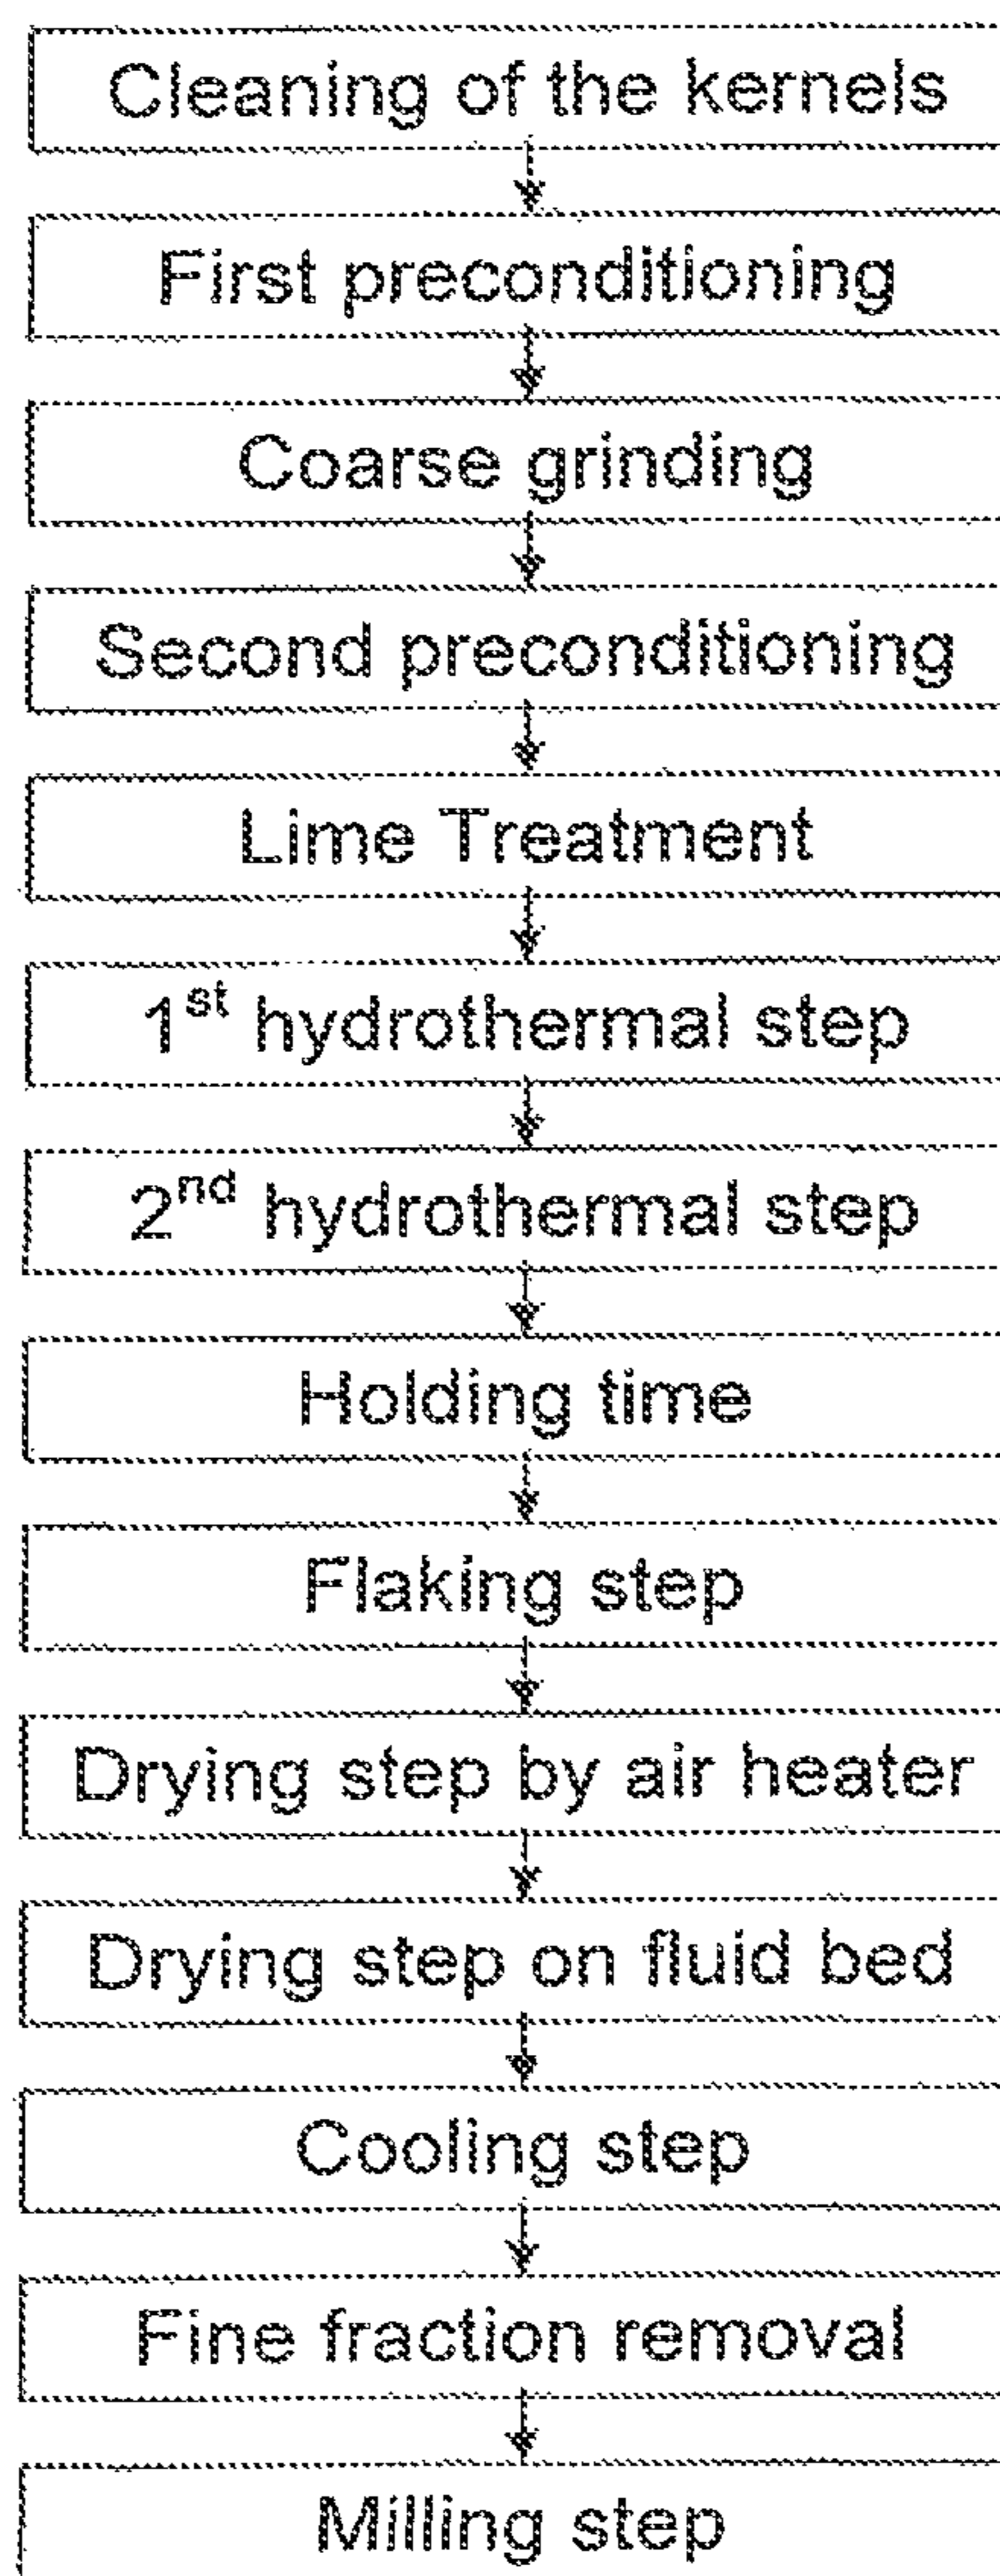 Cleaning of the kernels
First preconditioning
Coarse grinding
Second preconditioning
Lime Treatment
1st hydrothermal step
2nd hydrothermal step
Holding time
Flaking step
Drying step by air heater
Drying step on fluid bed
Cooling step
Fine fraction removal
Milling step